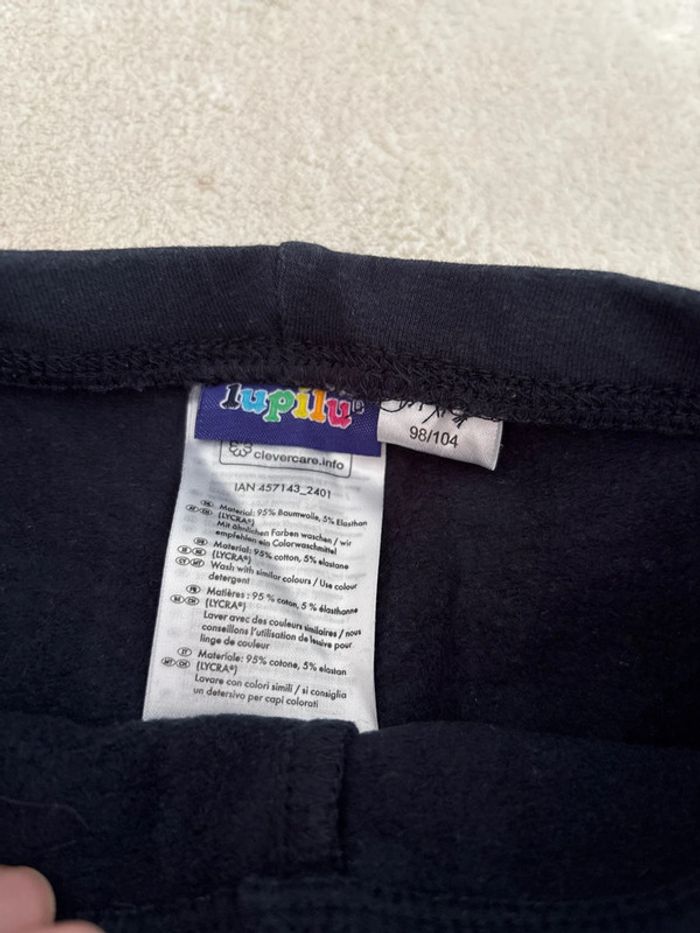 lupilu
98/104
clevercare.info
IAN 457143_2401
Material: 95% Baumwolle, 5% Elasthan
(LYCRA®)
Mit ähnlichen Farben waschen / wir
empfehlen ein Colorwaschmittel
Material: 95% cotton, 5% elastane
(LYCRA®)
Wash with similar colours / Use colour
detergent
Matières : 95 % coton, 5 % élasthanne
(LYCRA®)
Laver avec des couleurs similaires / nous
conseillons l'utilisation de lessive pour
linge de couleur
Materiale: 95% cotone, 5% elastan
(LYCRA®)
Lavare con colori simili / si consiglia
un detersivo per capi colorati